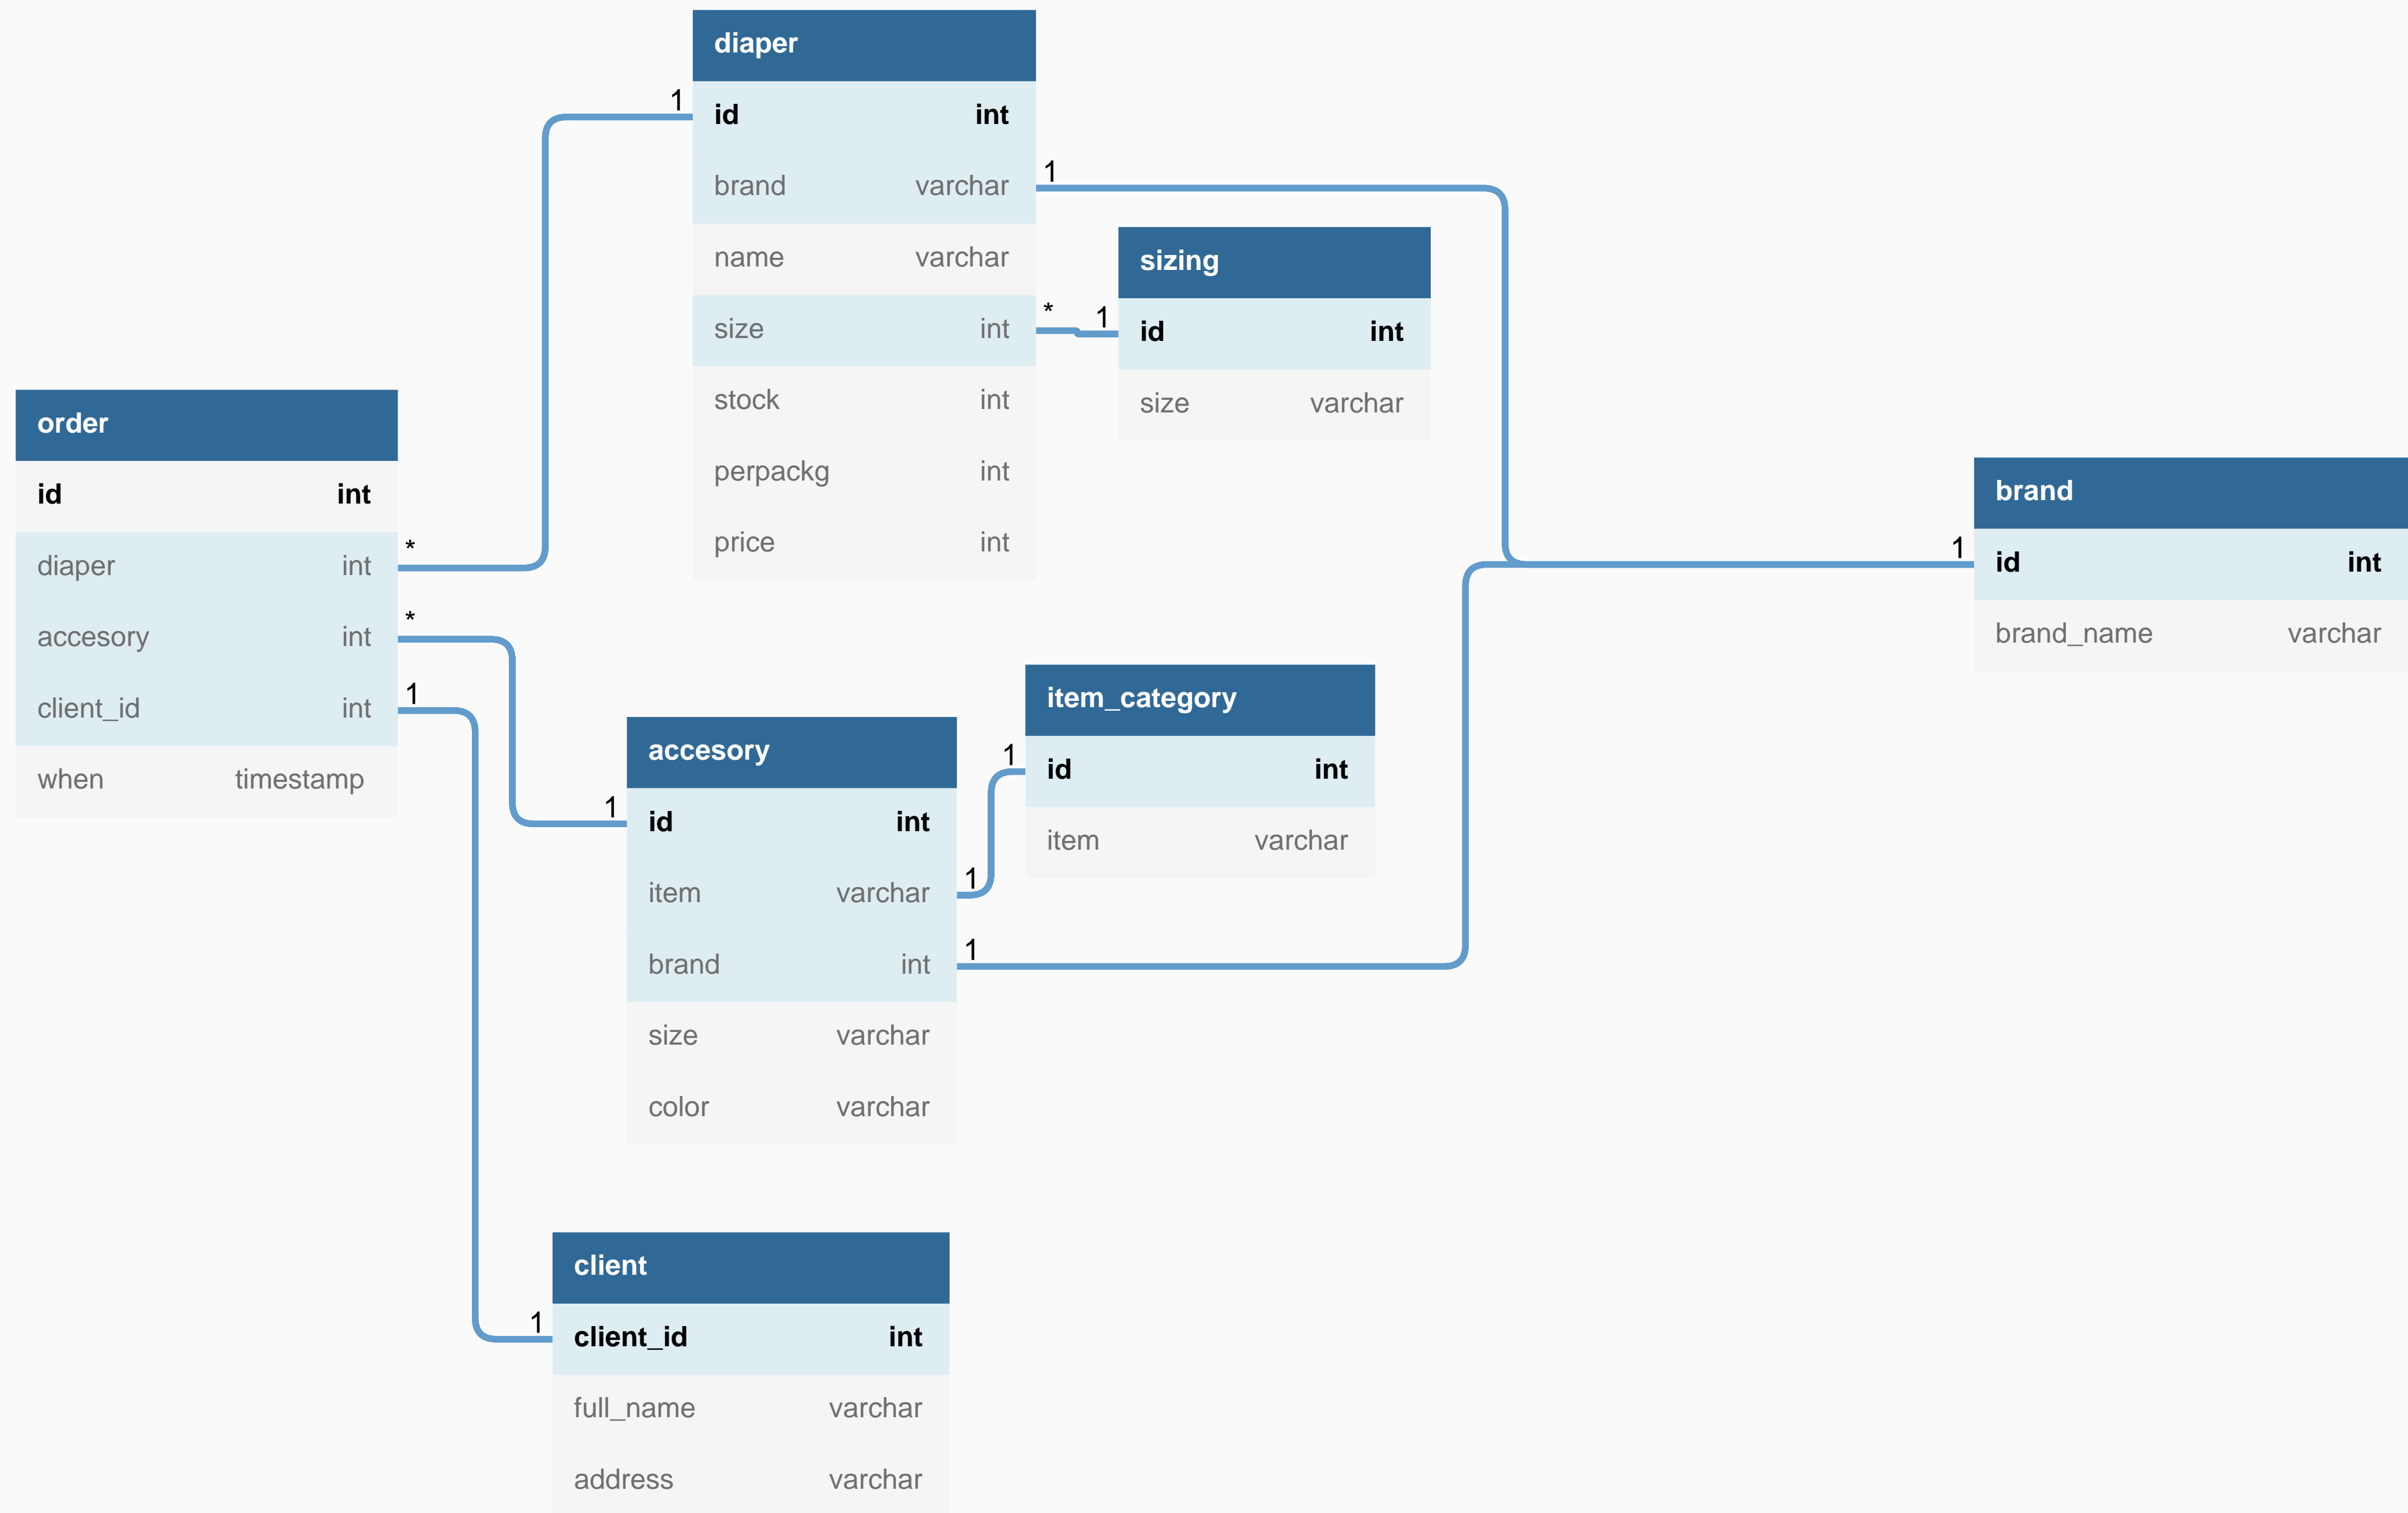 diaper
id int
brand varchar
name varchar
size int
stock int
perpackg int
price int
1
1
*
sizing
id int
size varchar
1
order
id int
diaper int
accesory int
client_id int
when timestamp
*
*
1
brand
id int
brand_name varchar
1
item_category
id int
item varchar
1
accesory
id int
item varchar
brand int
size varchar
color varchar
1
1
1
client
client_id int
full_name varchar
address varchar
1